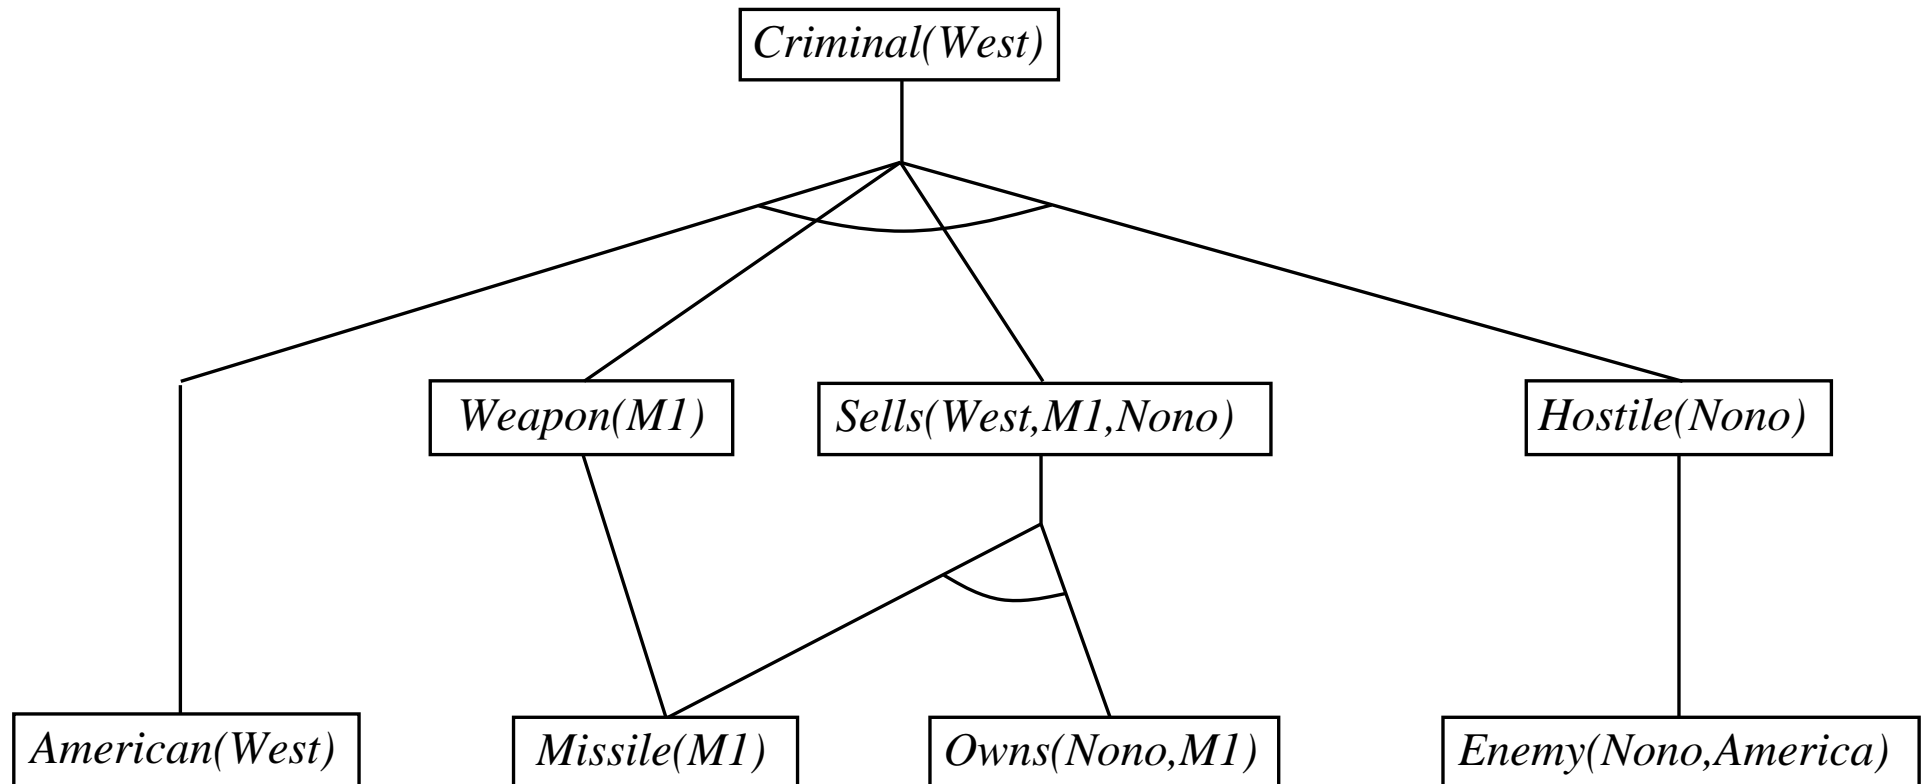 Criminal(West)
Weapon(M1)
Sells(West,M1,Nono)
Hostile(Nono)
American(West)
Missile(M1)
Owns(Nono,M1)
Enemy(Nono,America)